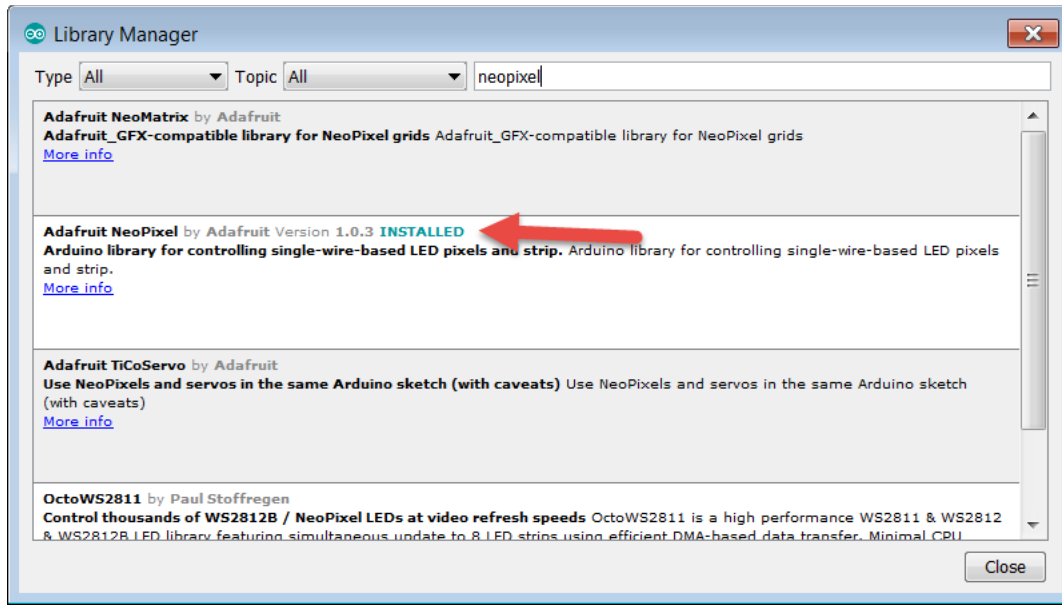 Library Manager
Type All Topic All neopixel
Adafruit NeoMatrix by Adafruit
Adafruit_GFX-compatible library for NeoPixel grids Adafruit_GFX-compatible library for NeoPixel grids
More info
Adafruit NeoPixel by Adafruit Version 1.0.3 INSTALLED
Arduino library for controlling single-wire-based LED pixels and strip. Arduino library for controlling single-wire-based LED pixels
and strip.
More info
Adafruit TiCoServo by Adafruit
Use NeoPixels and servos in the same Arduino sketch (with caveats) Use NeoPixels and servos in the same Arduino sketch
(with caveats)
More info
OctoWS2811 by Paul Stoffregen
Control thousands of WS2812B / NeoPixel LEDs at video refresh speeds OctoWS2811 is a high performance WS2811 & WS2812
& WS2812B LED library featuring simultaneous update to 8 LED strips using efficient DMA-based data transfer. Minimal CPU
Close